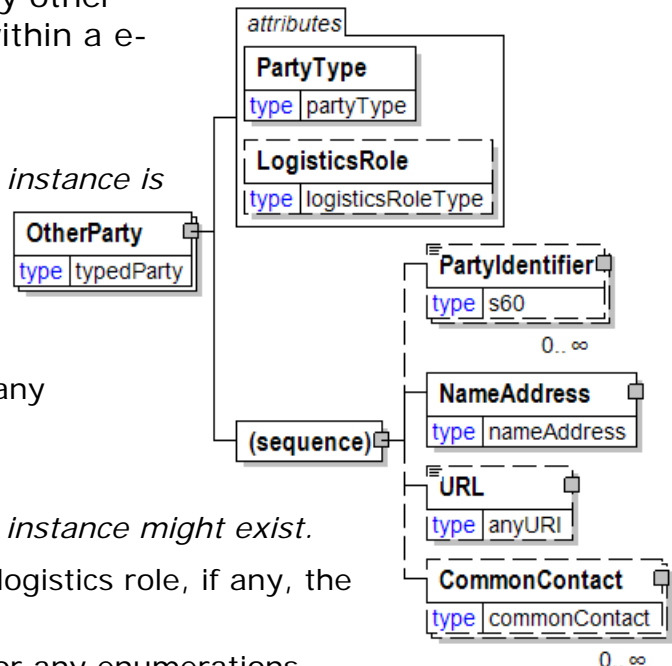 y other
vithin a e-
instance is
any
instance might exist.
logistics role, if any, the
or any enumerations
attributes
PartyType
type partyType
LogisticsRole
type logisticsRoleType
OtherParty
type typedParty
(sequence)
PartyIdentifier
type s60
0.. ∞
NameAddress
type nameAddress
URL
type anyURI
CommonContact
type commonContact
0.. ∞